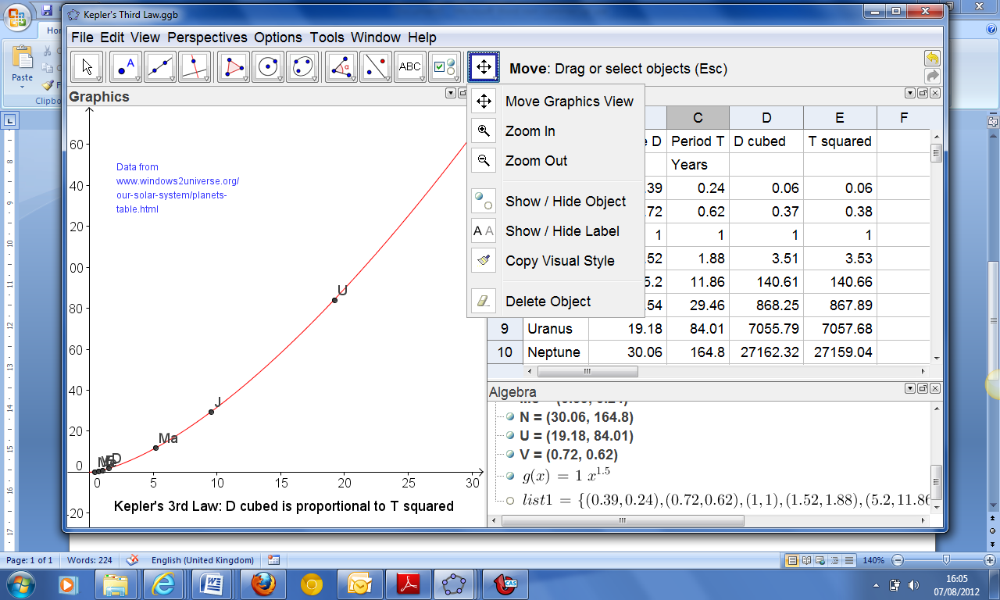 Kepler's Third Law.ggb
File Edit View Perspectives Options Tools Window Help
ABC
Move: Drag or select objects (Esc)
Paste
Clipb
Graphics
Move Graphics View
Zoom In
Zoom Out
Show / Hide Object
A A Show / Hide Label
Copy Visual Style
Delete Object
Data from
www.windows2universe.org/
our-solar-system/planets-
table.html
60
40
20
00
80
60
40
20
0
-20
0 5 10 15 20 25 30
U
J
Ma
D
Kepler's 3rd Law: D cubed is proportional to T squared
C D E F
e D Period T D cubed T squared
Years
.39 0.24 0.06 0.06
.72 0.62 0.37 0.38
1 1 1 1
.52 1.88 3.51 3.53
5.2 11.86 140.61 140.66
.54 29.46 868.25 867.89
9 Uranus 19.18 84.01 7055.79 7057.68
10 Neptune 30.06 164.8 27162.32 27159.04
Algebra
N = (30.06, 164.8)
U = (19.18, 84.01)
V = (0.72, 0.62)
g(x) = 1 x^1.5
list1 = {(0.39,0.24),(0.72,0.62),(1,1),(1.52,1.88),(5.2,11.86
Page: 1 of 1 Words: 224 English (United Kingdom) 140%
W CAS 16:05
07/08/2012